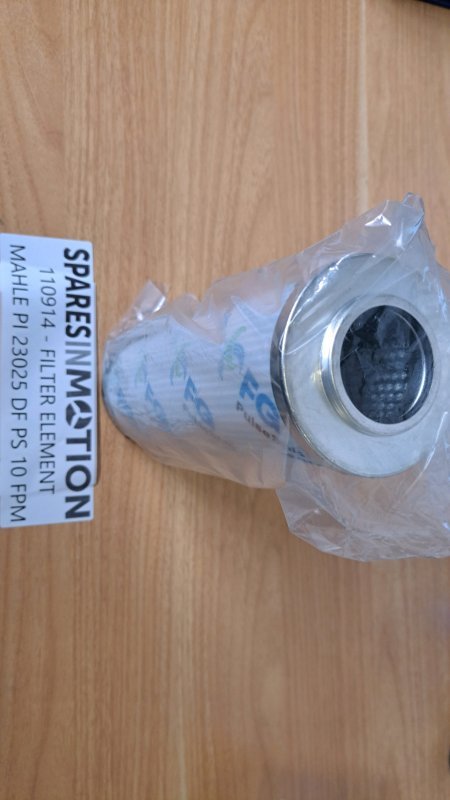 SPARESINMOTION
110914 - FILTER ELEMENT
MAHLE PI 23025 DF PS 10 FPM